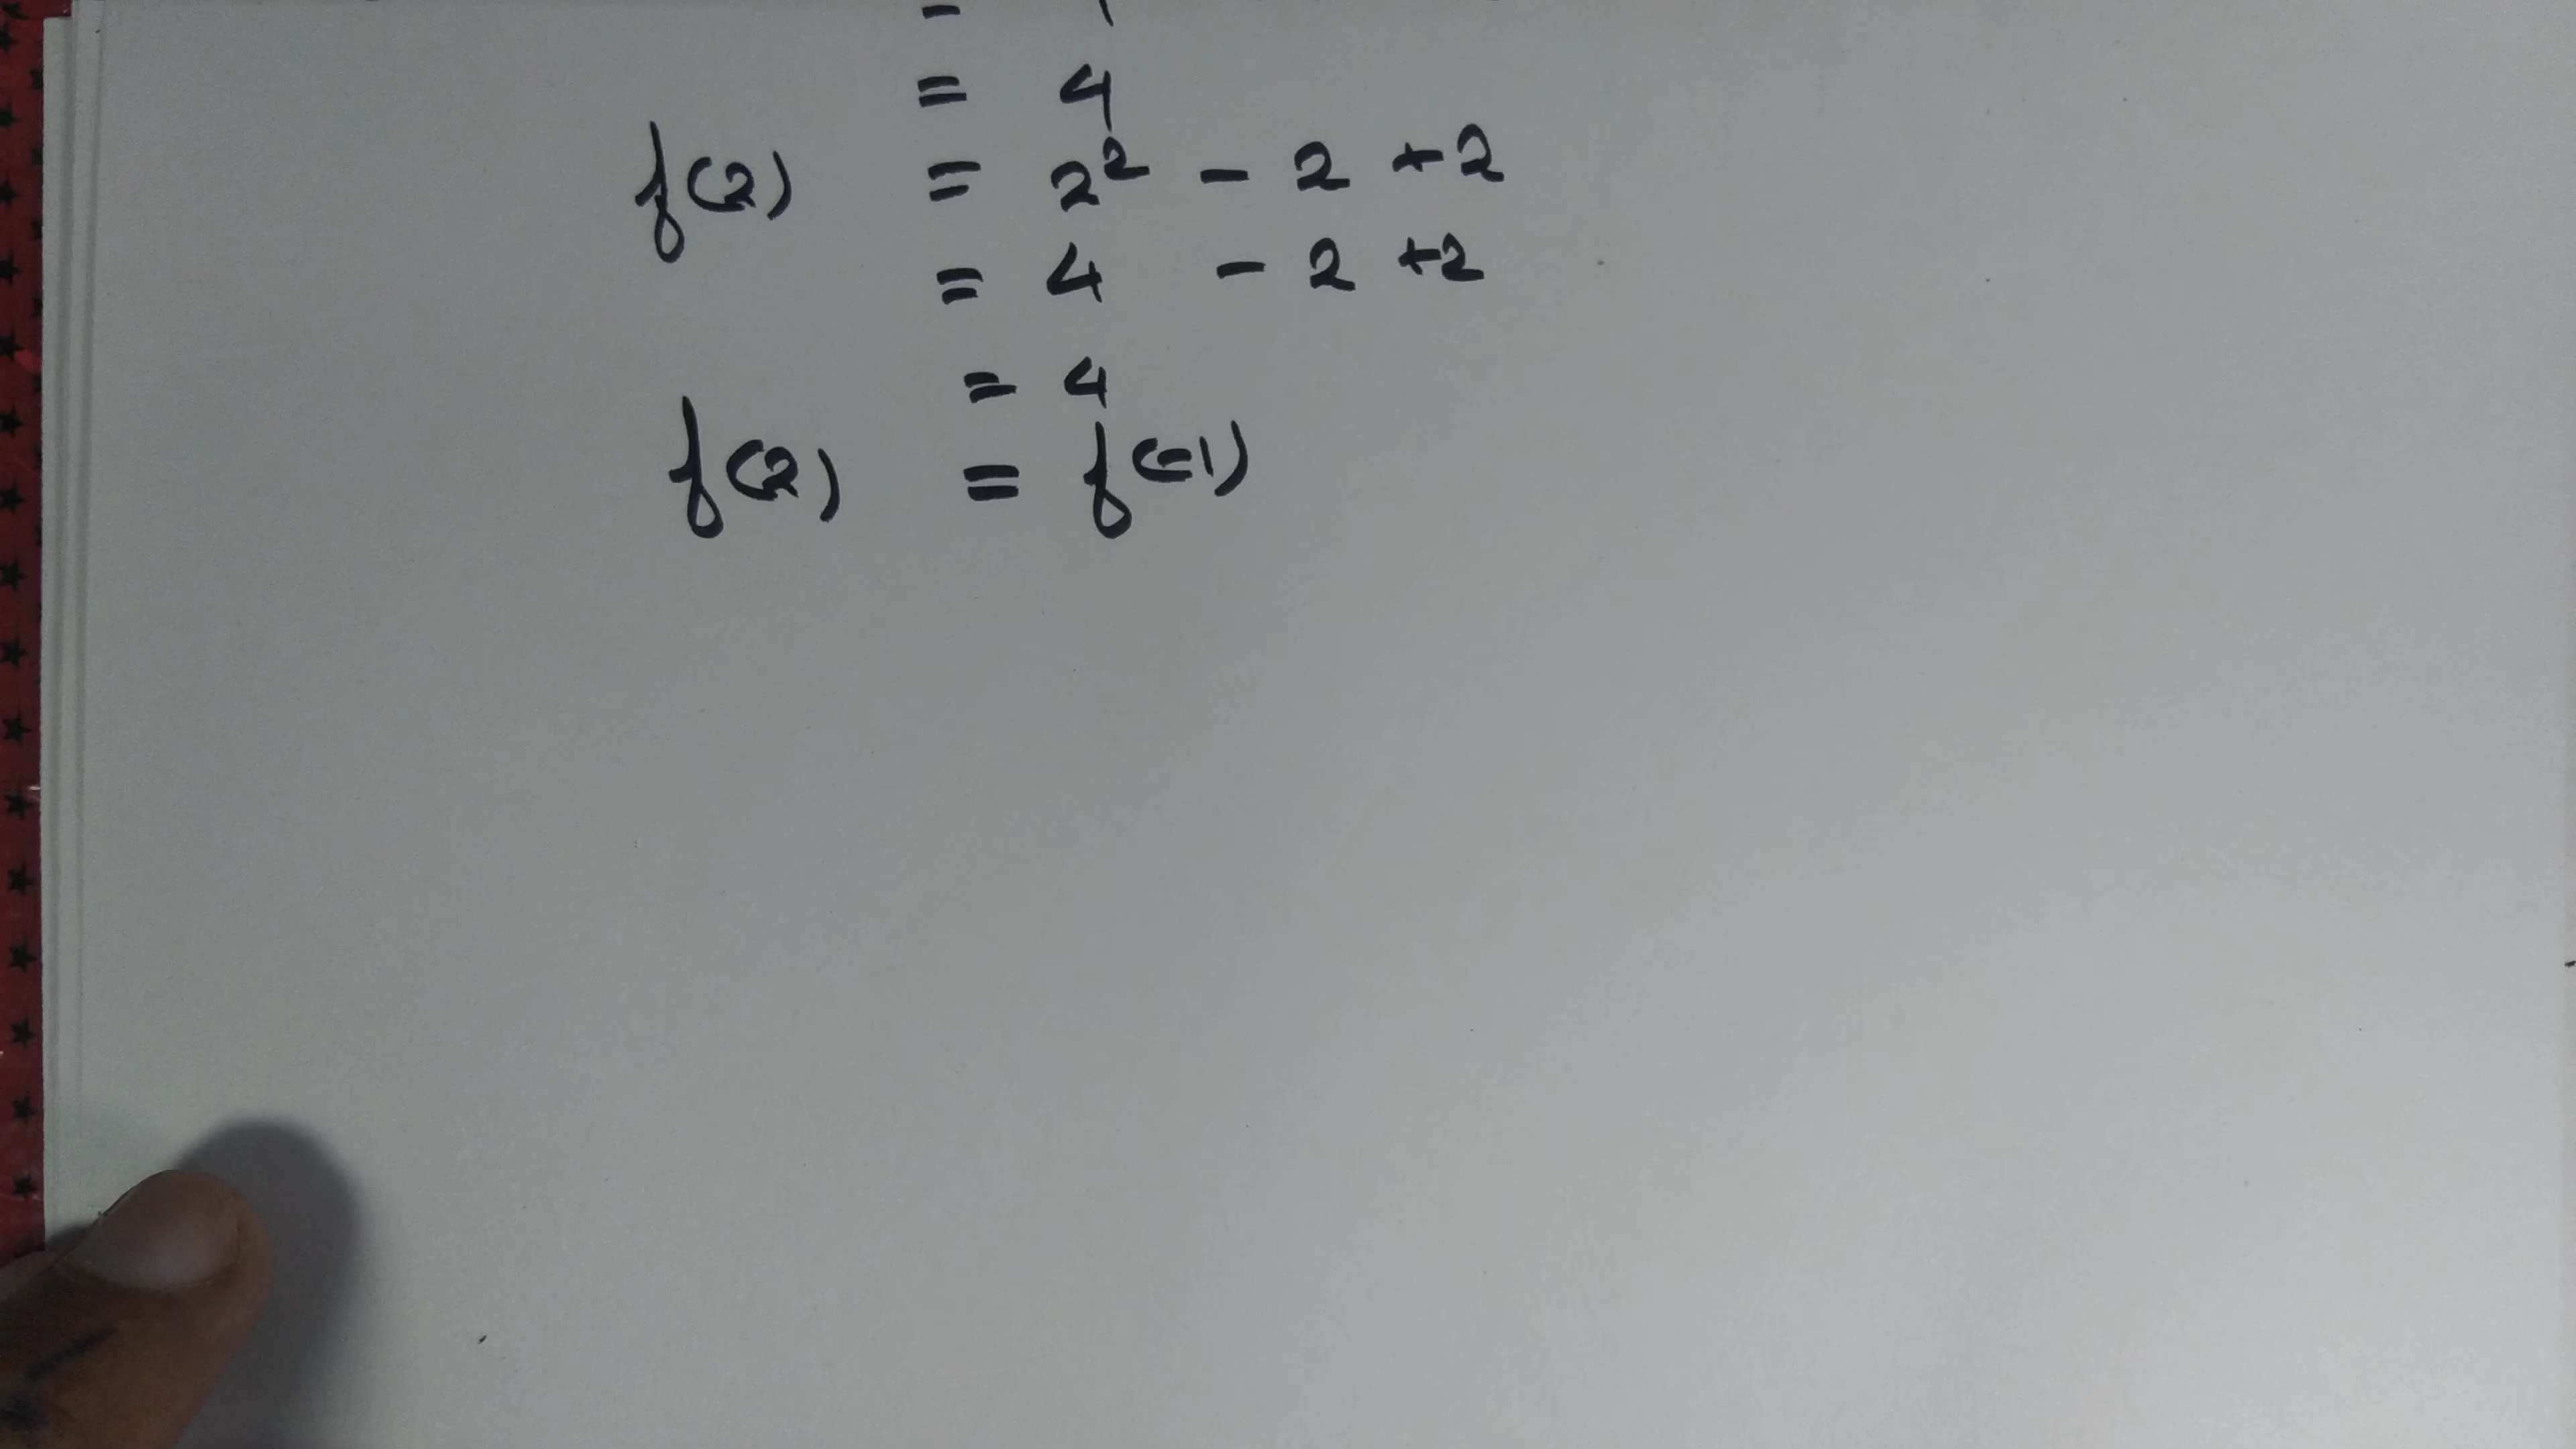 = 4
f(2) = 2² - 2 + 2
= 4 - 2 + 2
= 4
f(2) = f(-1)